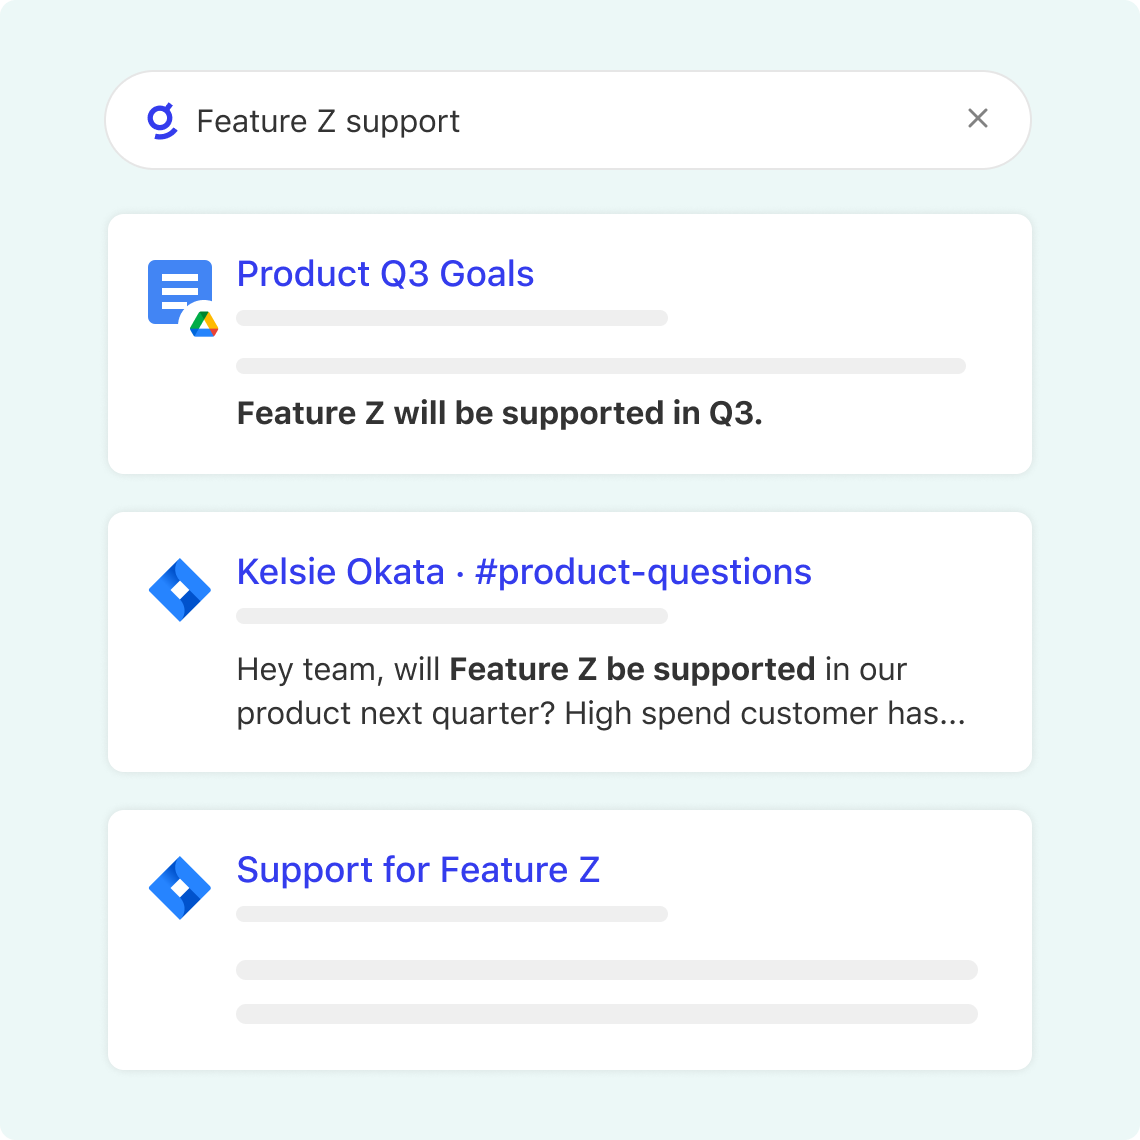 Feature Z support
Product Q3 Goals
Feature Z will be supported in Q3.
Kelsie Okata · #product-questions
Hey team, will Feature Z be supported in our
product next quarter? High spend customer has...
Support for Feature Z